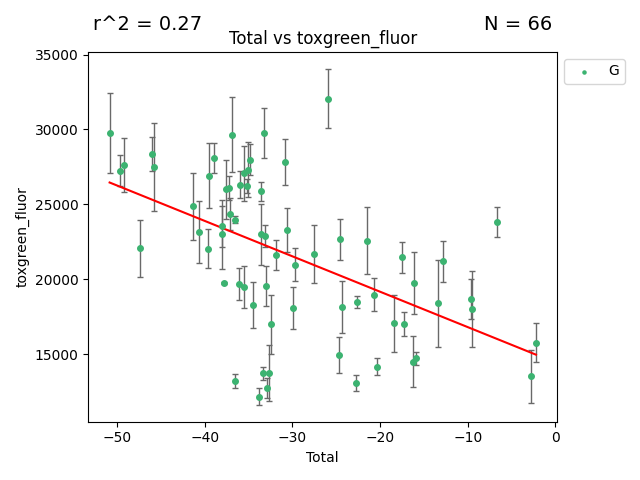 r^2 = 0.27
N = 66
Total vs toxgreen_fluor
35000
30000
25000
20000
15000
toxgreen_fluor
−50
−40
−30
−20
−10
0
Total
G